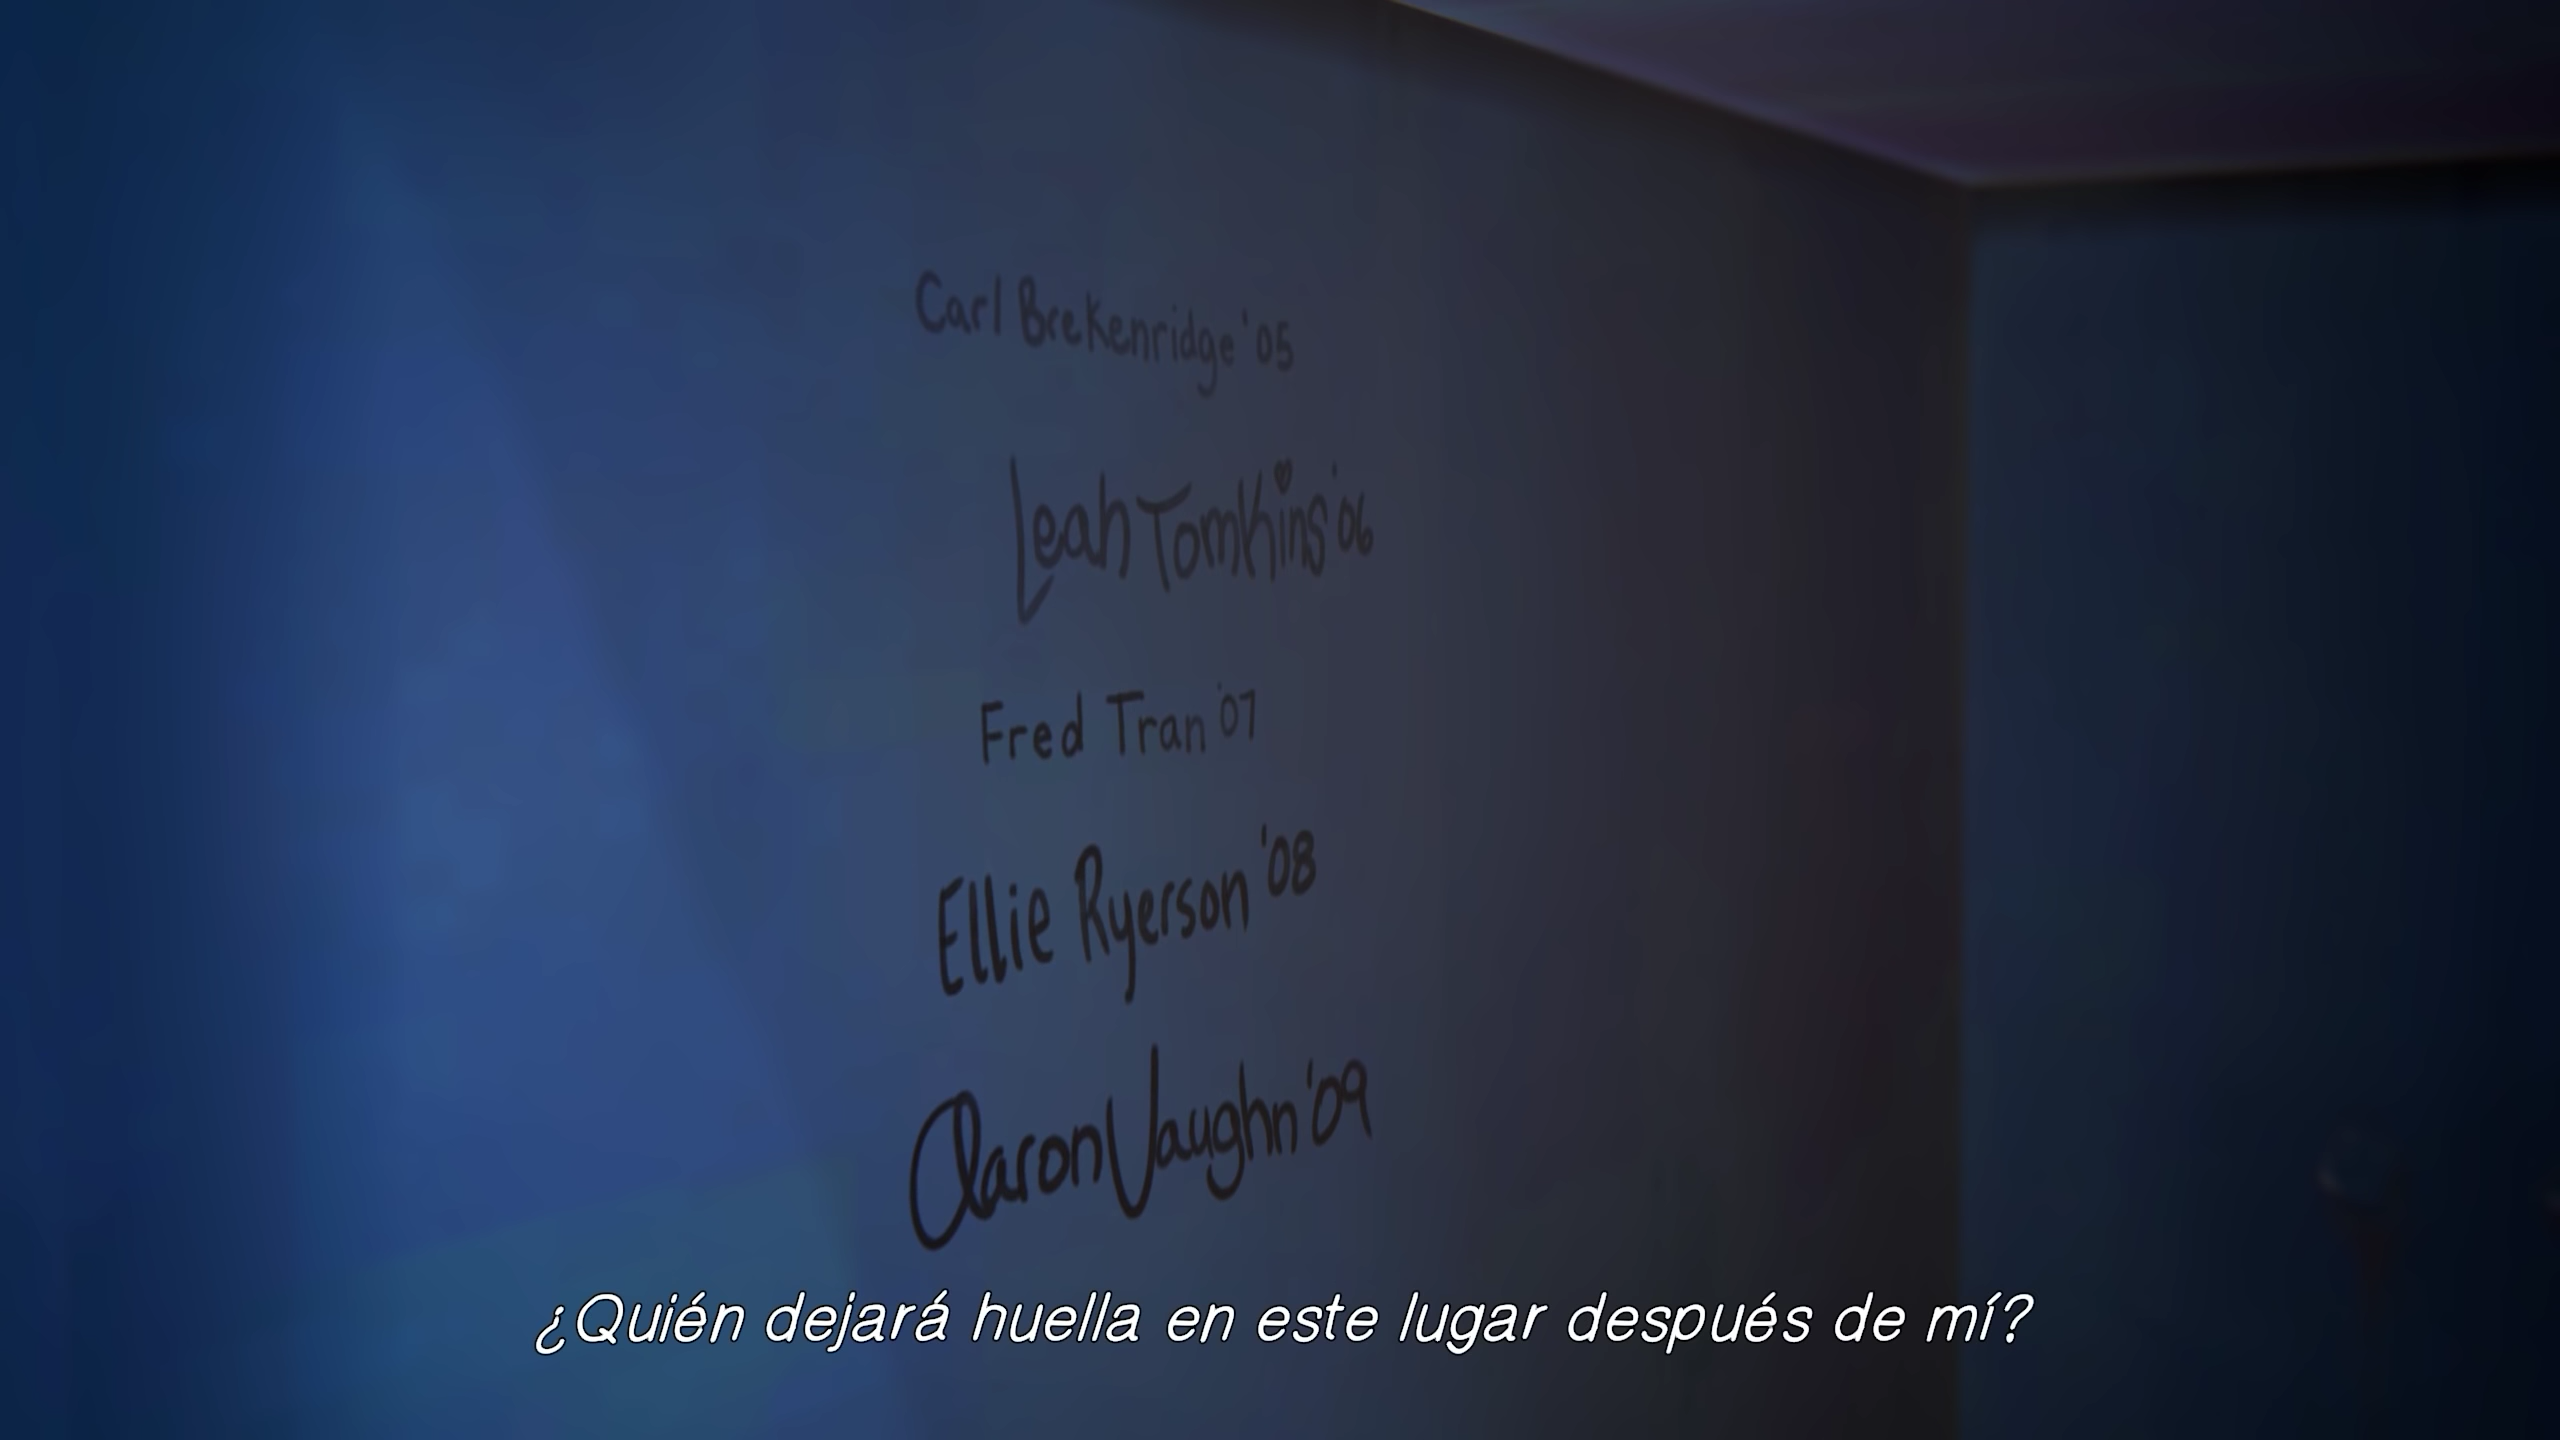 Carl Brekenridge '05
Leah Tomkins '06
Fred Tran '07
Ellie Ryerson '08
Aaron Vaughn '09
¿Quién dejará huella en este lugar después de mí?